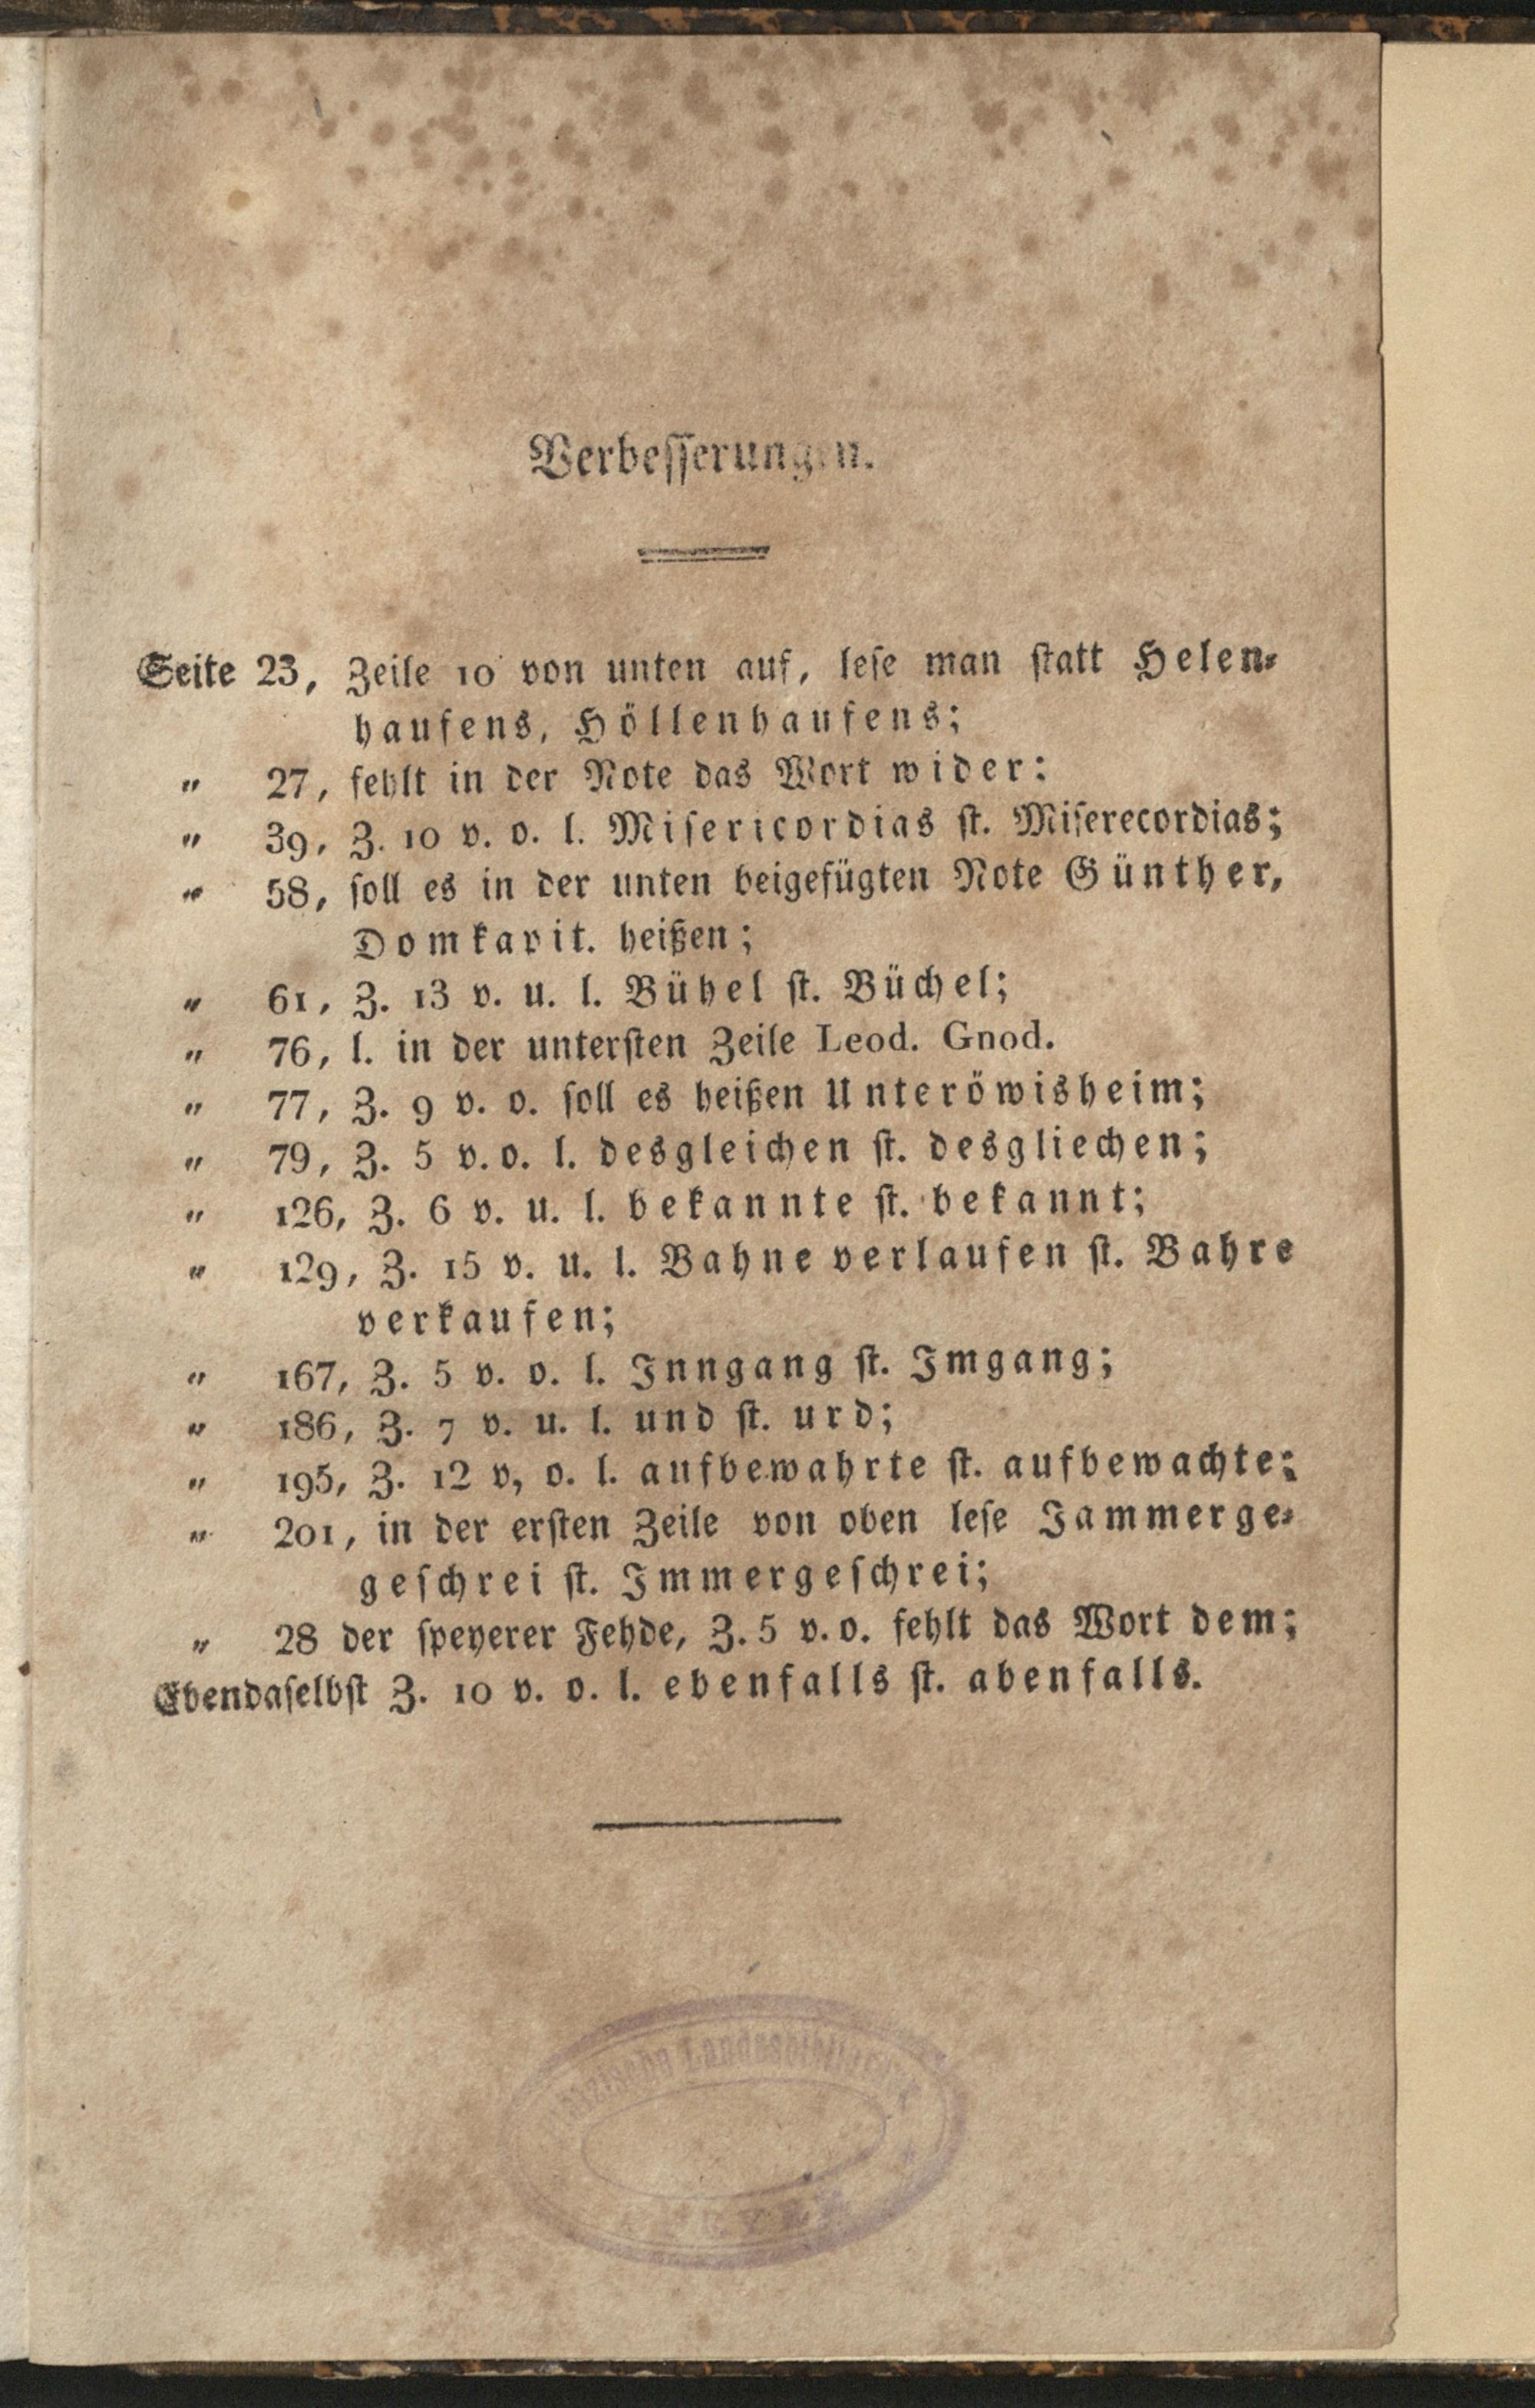 Verbesserungen.
Seite 23, Zeile 10 von unten auf, lese man statt Helen-
haufens, Höllenhaufens;
" 27, fehlt in der Note das Wort wider:
" 39, Z. 10 v. o. l. Misericordias st. Miserecordias;
" 58, soll es in der unten beigefügten Note Günther,
Domkapit. heißen;
" 61, Z. 13 v. u. l. Bühel st. Büchel;
" 76, l. in der untersten Zeile Leod. Gnod.
" 77, Z. 9 v. o. soll es heißen Unteröwisheim;
" 79, Z. 5 v. o. l. desgleichen st. desgliechen;
" 126, Z. 6 v. u. l. bekannte st. bekannt;
" 129, Z. 15 v. u. l. Bahne verlaufen st. Bahre
verkaufen;
" 167, Z. 5 v. o. l. Inngang st. Imgang;
" 186, Z. 7 v. u. l. und st. urd;
" 195, Z. 12 v, o. l. aufbewahrte st. aufbewachte;
" 201, in der ersten Zeile von oben lese Jammerge-
geschrei st. Immergeschrei;
" 28 der speyerer Fehde, Z. 5 v. o. fehlt das Wort dem;
Ebendaselbst Z. 10 v. o. l. ebenfalls st. abenfalls.